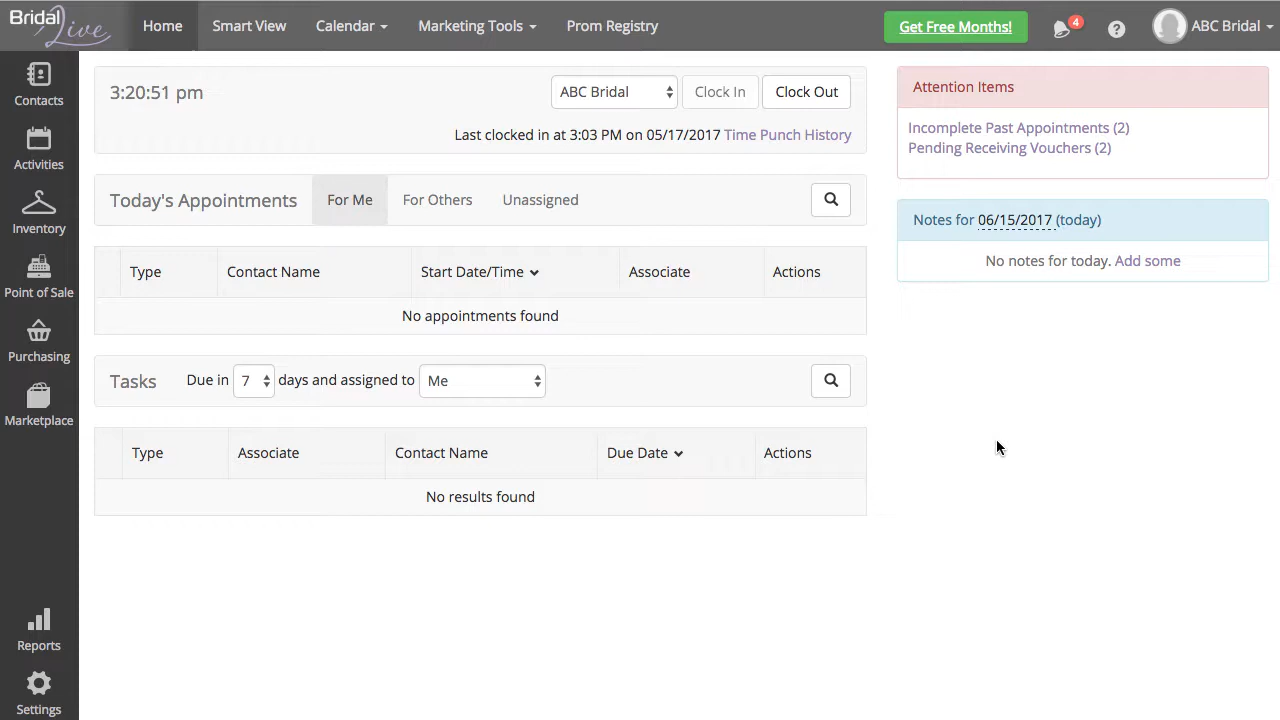 Bridal Live
Home
Smart View
Calendar
Marketing Tools
Prom Registry
Get Free Months!
4
?
ABC Bridal
Contacts
Activities
Inventory
Point of Sale
Purchasing
Marketplace
Reports
Settings
3:20:51 pm
ABC Bridal
Clock In
Clock Out
Last clocked in at 3:03 PM on 05/17/2017 Time Punch History
Today's Appointments
For Me
For Others
Unassigned
Type
Contact Name
Start Date/Time
Associate
Actions
No appointments found
Tasks
Due in 7 days and assigned to Me
Type
Associate
Contact Name
Due Date
Actions
No results found
Attention Items
Incomplete Past Appointments (2)
Pending Receiving Vouchers (2)
Notes for 06/15/2017 (today)
No notes for today. Add some